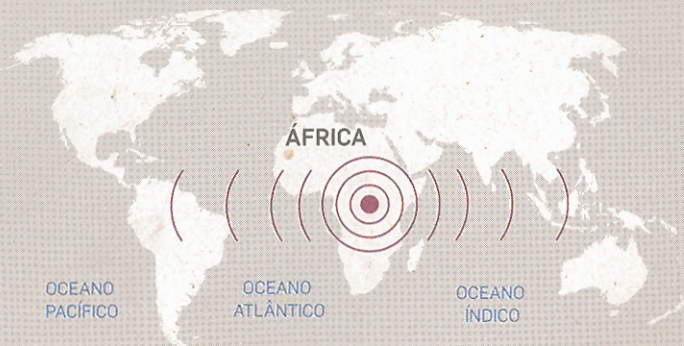 ÁFRICA
OCEANO
PACÍFICO
OCEANO
ATLÂNTICO
OCEANO
ÍNDICO